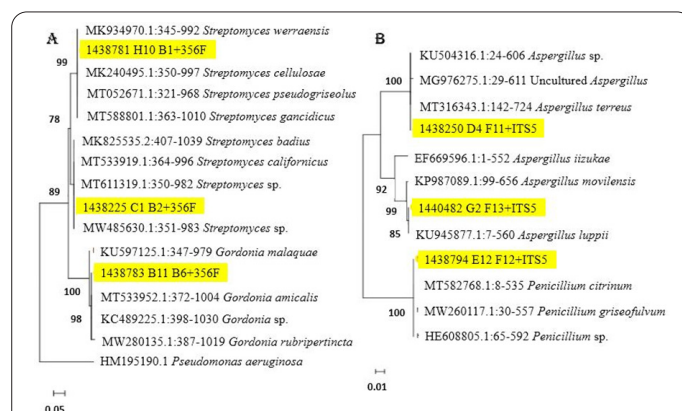 A
MK934970.1:345-992 Streptomyces werraensis
1438781 H10 B1+356F
99
MK240495.1:350-997 Streptomyces cellulosae
MT052671.1:321-968 Streptomyces pseudogriseolus
78
MT588801.1:363-1010 Streptomyces gancidicus
MK825535.2:407-1039 Streptomyces badius
MT533919.1:364-996 Streptomyces californicus
89
MT611319.1:350-982 Streptomyces sp.
1438225 C1 B2+356F
MW485630.1:351-983 Streptomyces sp.
KU597125.1:347-979 Gordonia malaquae
1438783 B11 B6+356F
100
MT533952.1:372-1004 Gordonia amicalis
98
KC489225.1:398-1030 Gordonia sp.
MW280135.1:387-1019 Gordonia rubripertincta
HM195190.1 Pseudomonas aeruginosa
0.05
B
KU504316.1:24-606 Aspergillus sp.
100
MG976275.1:29-611 Uncultured Aspergillus
MT316343.1:142-724 Aspergillus terreus
1438250 D4 F11+ITS5
EF669596.1:1-552 Aspergillus iizukae
92
KP987089.1:99-656 Aspergillus movilensis
99
1440482 G2 F13+ITS5
85
KU945877.1:7-560 Aspergillus luppii
1438794 E12 F12+ITS5
MT582768.1:8-535 Penicillium citrinum
100
MW260117.1:30-557 Penicillium griseofulvum
HE608805.1:65-592 Penicillium sp.
0.01